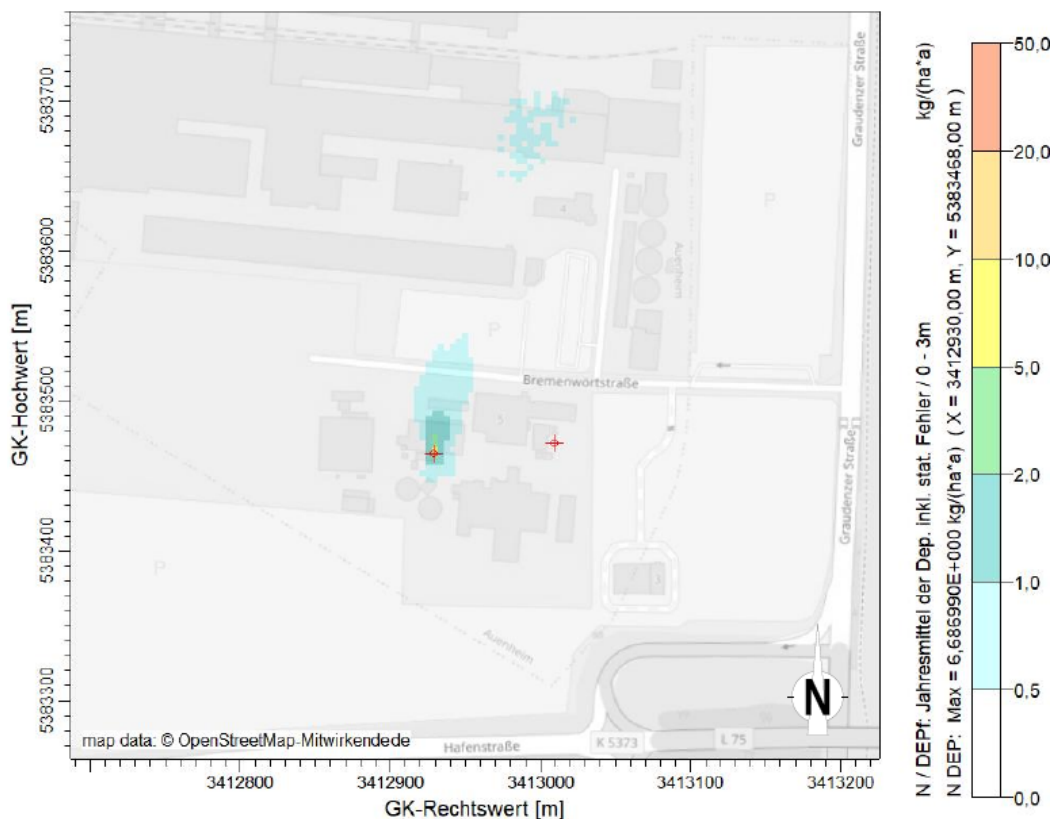 GK-Hochwert [m]
5383700
5383600
5383500
5383400
5383300
3412800
3412900
3413000
3413100
3413200
GK-Rechtswert [m]
Graudenzer Straße
P
Auenheim
P
Bremenwörtstraße
Graudenzer Straße
P
Auenheim
N
map data: © OpenStreetMap-Mitwirkendede
Hafenstraße
K 5373
L 75
N / DEPf: Jahresmittel der Dep. inkl. stat. Fehler / 0 - 3m kg/(ha*a)
N DEP: Max = 6,686990E+000 kg/(ha*a) ( X = 3412930,00 m, Y = 5383468,00 m )
50,0
20,0
10,0
5,0
2,0
1,0
0,5
0,0